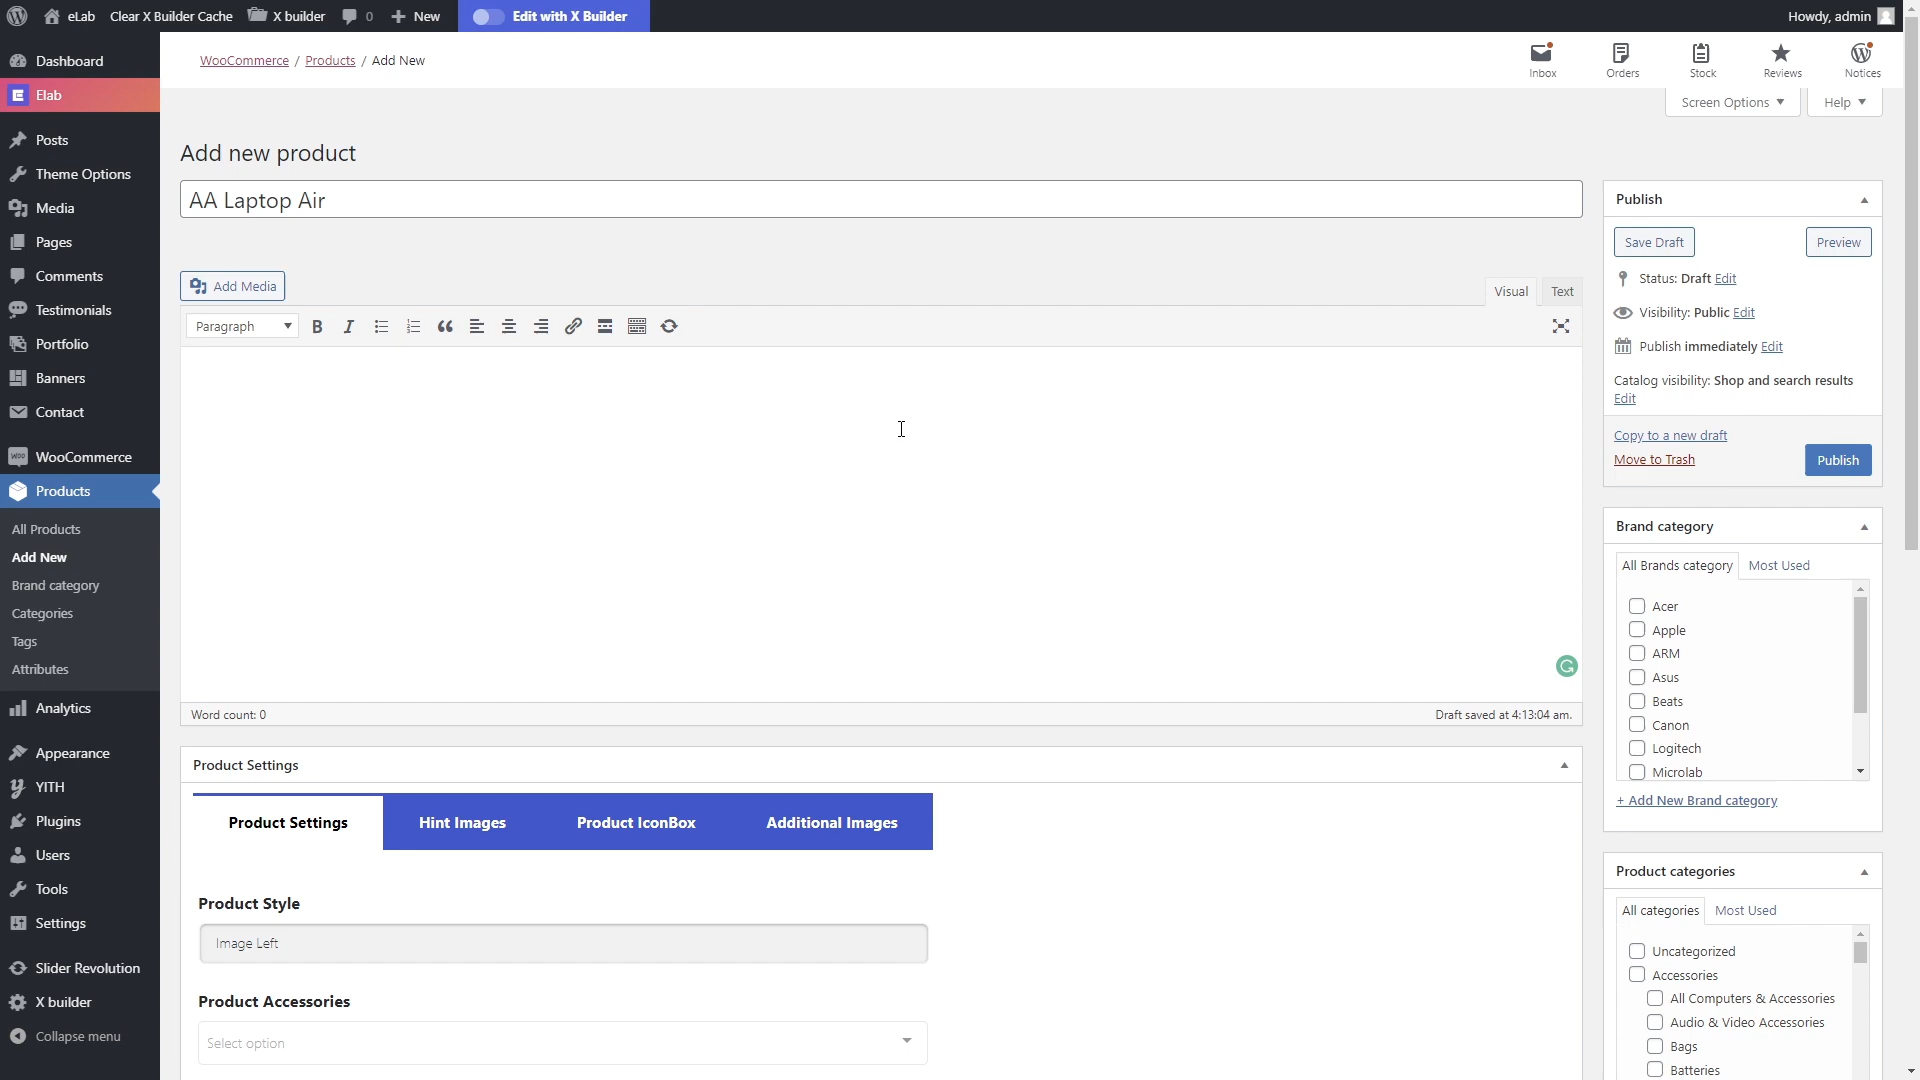 eLab Clear X Builder Cache X builder 0 New Edit with X Builder Howdy, admin
WooCommerce / Products / Add New
Inbox Orders Stock Reviews Notices
Screen Options Help
Dashboard
Elab
Posts
Theme Options
Media
Pages
Comments
Testimonials
Portfolio
Banners
Contact
WooCommerce
Products
All Products
Add New
Brand category
Categories
Tags
Attributes
Analytics
Appearance
YITH
Plugins
Users
Tools
Settings
Slider Revolution
X builder
Collapse menu
Add new product
AA Laptop Air
Add Media
Visual Text
Paragraph
Word count: 0
Draft saved at 4:13:04 am.
Product Settings
Product Settings Hint Images Product IconBox Additional Images
Product Style
Image Left
Product Accessories
Select option
Publish
Save Draft Preview
Status: Draft Edit
Visibility: Public Edit
Publish immediately Edit
Catalog visibility: Shop and search results
Edit
Copy to a new draft
Move to Trash
Publish
Brand category
All Brands category Most Used
Acer
Apple
ARM
Asus
Beats
Canon
Logitech
Microlab
+ Add New Brand category
Product categories
All categories Most Used
Uncategorized
Accessories
All Computers & Accessories
Audio & Video Accessories
Bags
Batteries